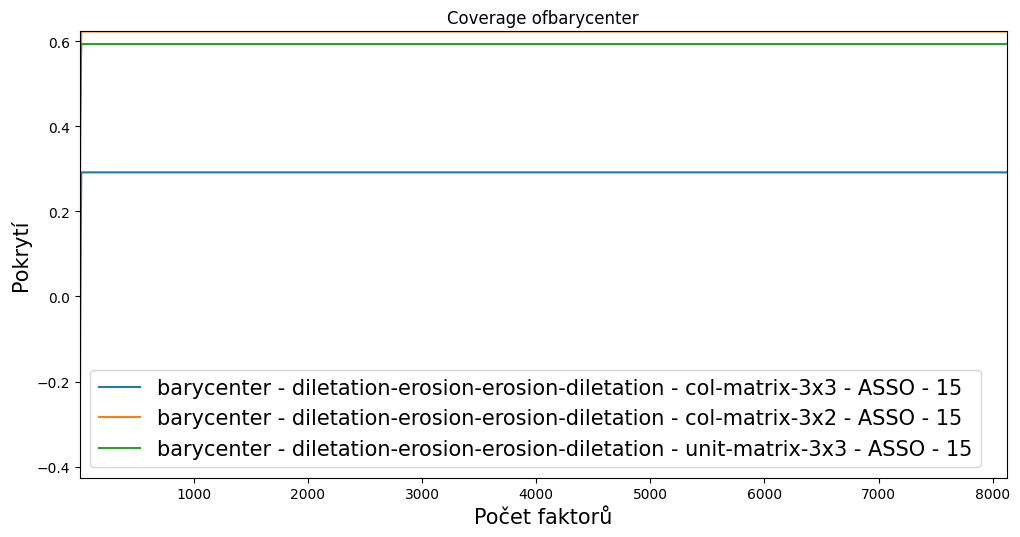 Coverage ofbarycenter
0.6
0.4
0.2
0.0
−0.2
−0.4
Pokrytí
barycenter - diletation-erosion-erosion-diletation - col-matrix-3x3 - ASSO - 15
barycenter - diletation-erosion-erosion-diletation - col-matrix-3x2 - ASSO - 15
barycenter - diletation-erosion-erosion-diletation - unit-matrix-3x3 - ASSO - 15
1000 2000 3000 4000 5000 6000 7000 8000
Počet faktorů